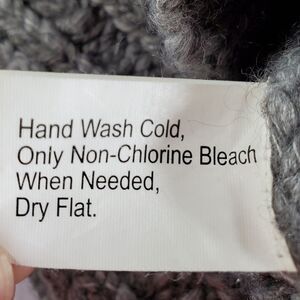 Hand Wash Cold,
Only Non-Chlorine Bleach
When Needed,
Dry Flat.